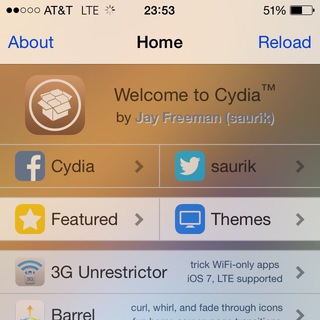 AT&T LTE 23:53 51%
About Home Reload
Welcome to Cydia™
by Jay Freeman (saurik)
Cydia saurik
Featured Themes
3G Unrestrictor trick WiFi-only apps
iOS 7, LTE supported
Barrel curl, whirl, and fade through icons